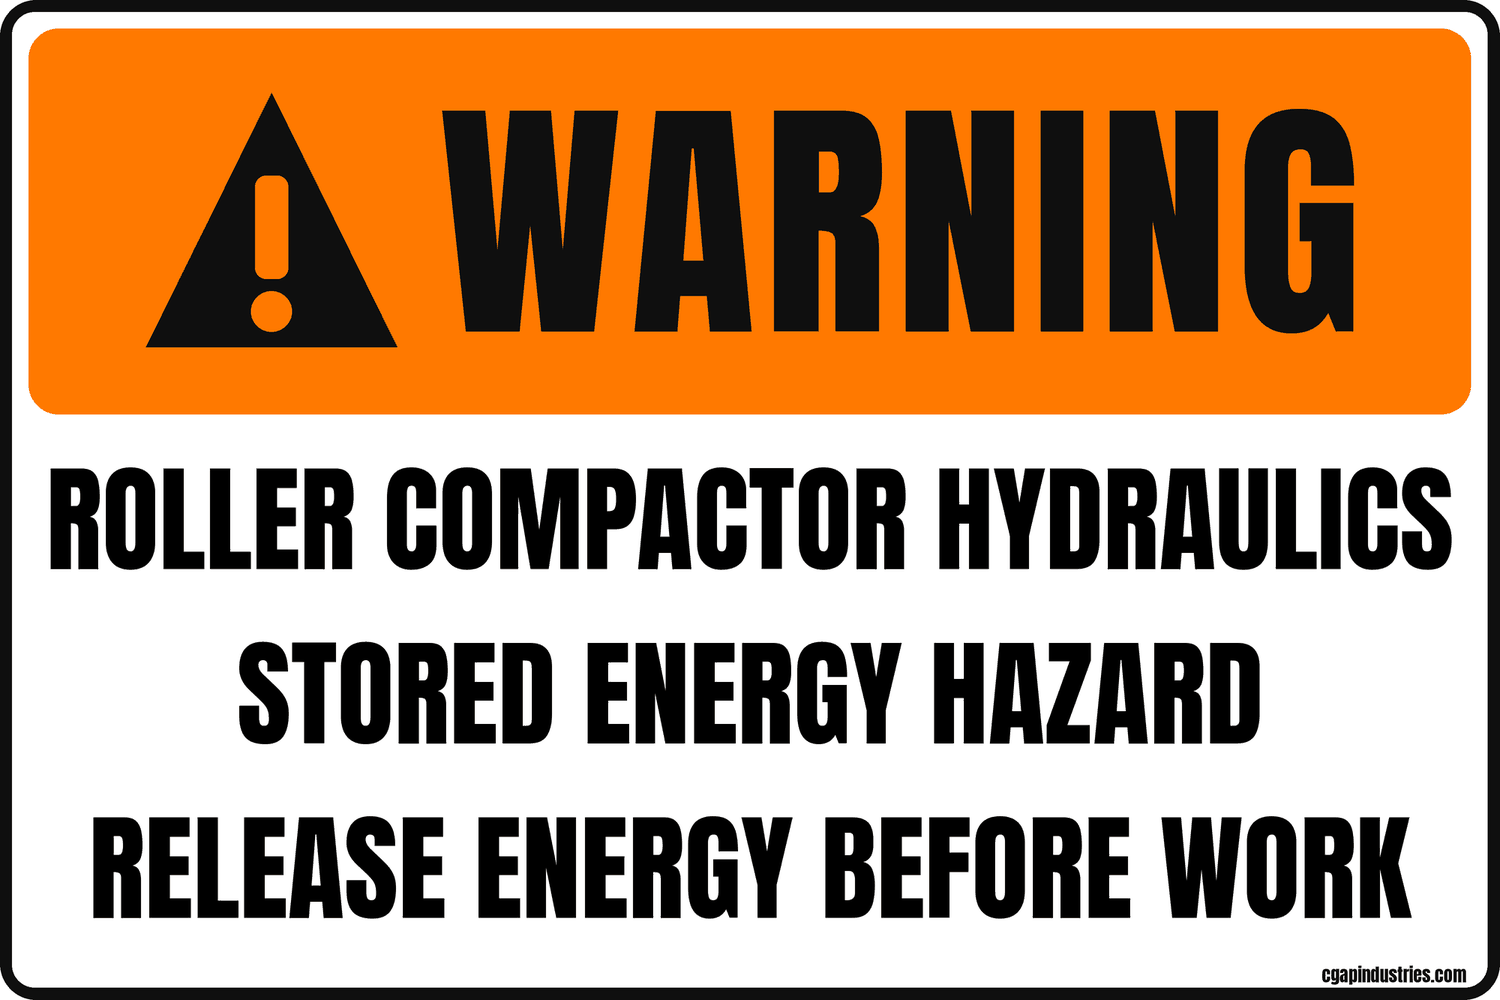 WARNING
ROLLER COMPACTOR HYDRAULICS
STORED ENERGY HAZARD
RELEASE ENERGY BEFORE WORK
cgapindustries.com